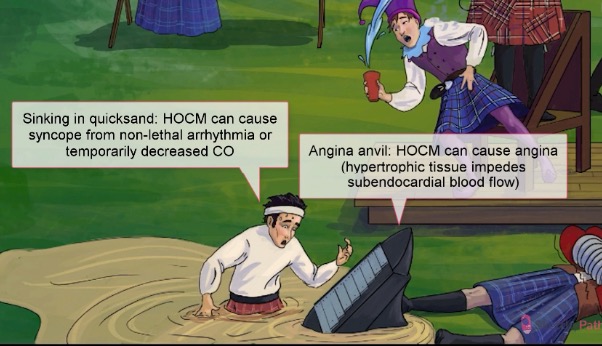 Sinking in quicksand: HOCM can cause
syncope from non-lethal arrhythmia or
temporarily decreased CO
Angina anvil: HOCM can cause angina
(hypertrophic tissue impedes
subendocardial blood flow)
Path